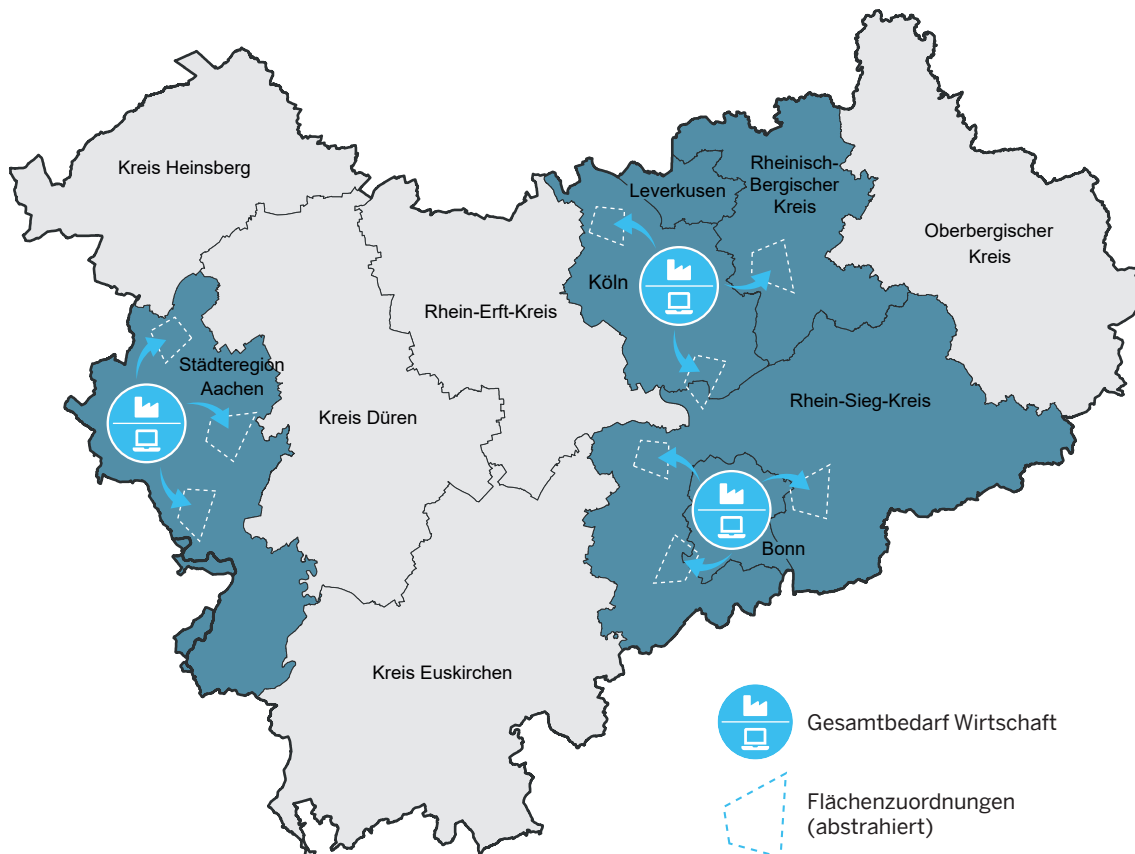 Kreis Heinsberg
Rheinisch-
Bergischer
Kreis
Leverkusen
Oberbergischer
Kreis
Köln
Rhein-Erft-Kreis
Städteregion
Aachen
Kreis Düren
Rhein-Sieg-Kreis
Bonn
Kreis Euskirchen
Gesamtbedarf Wirtschaft
Flächenzuordnungen
(abstrahiert)